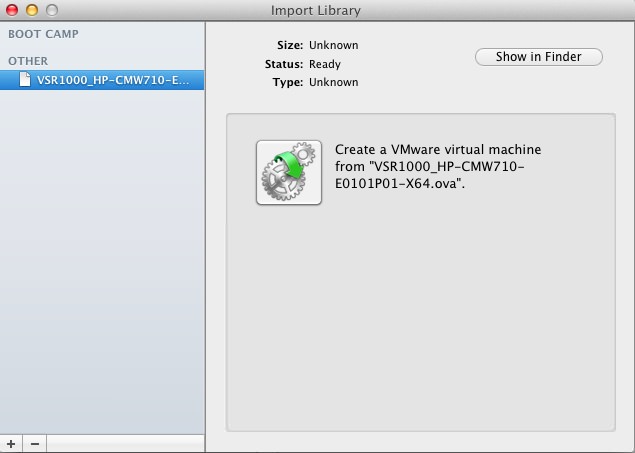 Import Library
BOOT CAMP
OTHER
VSR1000_HP-CMW710-E...
Size: Unknown
Status: Ready
Type: Unknown
Show in Finder
Create a VMware virtual machine
from "VSR1000_HP-CMW710-
E0101P01-X64.ova".